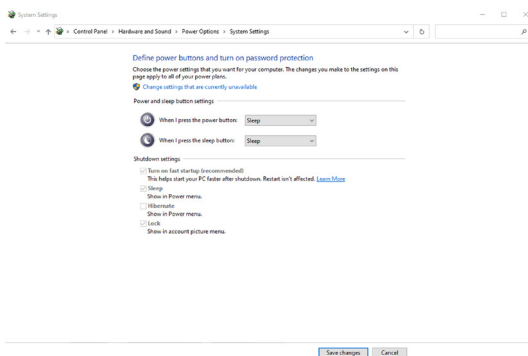 System Settings
Control Panel > Hardware and Sound > Power Options > System Settings
Define power buttons and turn on password protection
Choose the power settings that you want for your computer. The changes you make to the settings on this
page apply to all of your power plans.
Change settings that are currently unavailable
Power and sleep button settings
When I press the power button: Sleep
When I press the sleep button: Sleep
Shutdown settings
Turn on fast startup (recommended)
This helps start your PC faster after shutdown. Restart isn't affected. Learn More
Sleep
Show in Power menu.
Hibernate
Show in Power menu.
Lock
Show in account picture menu.
Save changes Cancel